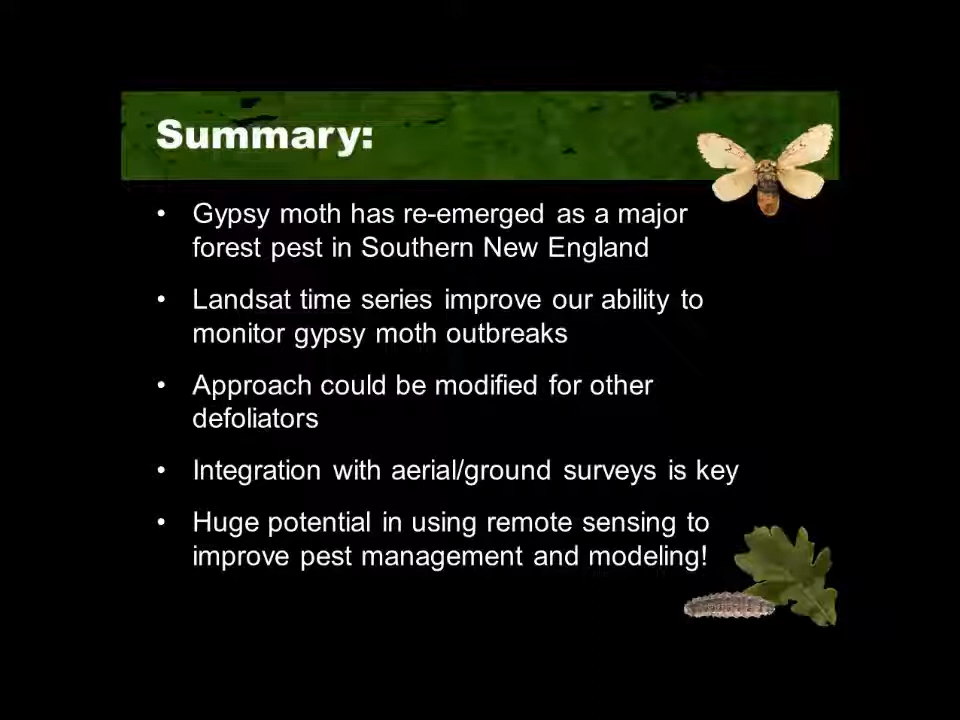 Summary:
• Gypsy moth has re-emerged as a major
forest pest in Southern New England
• Landsat time series improve our ability to
monitor gypsy moth outbreaks
• Approach could be modified for other
defoliators
• Integration with aerial/ground surveys is key
• Huge potential in using remote sensing to
improve pest management and modeling!